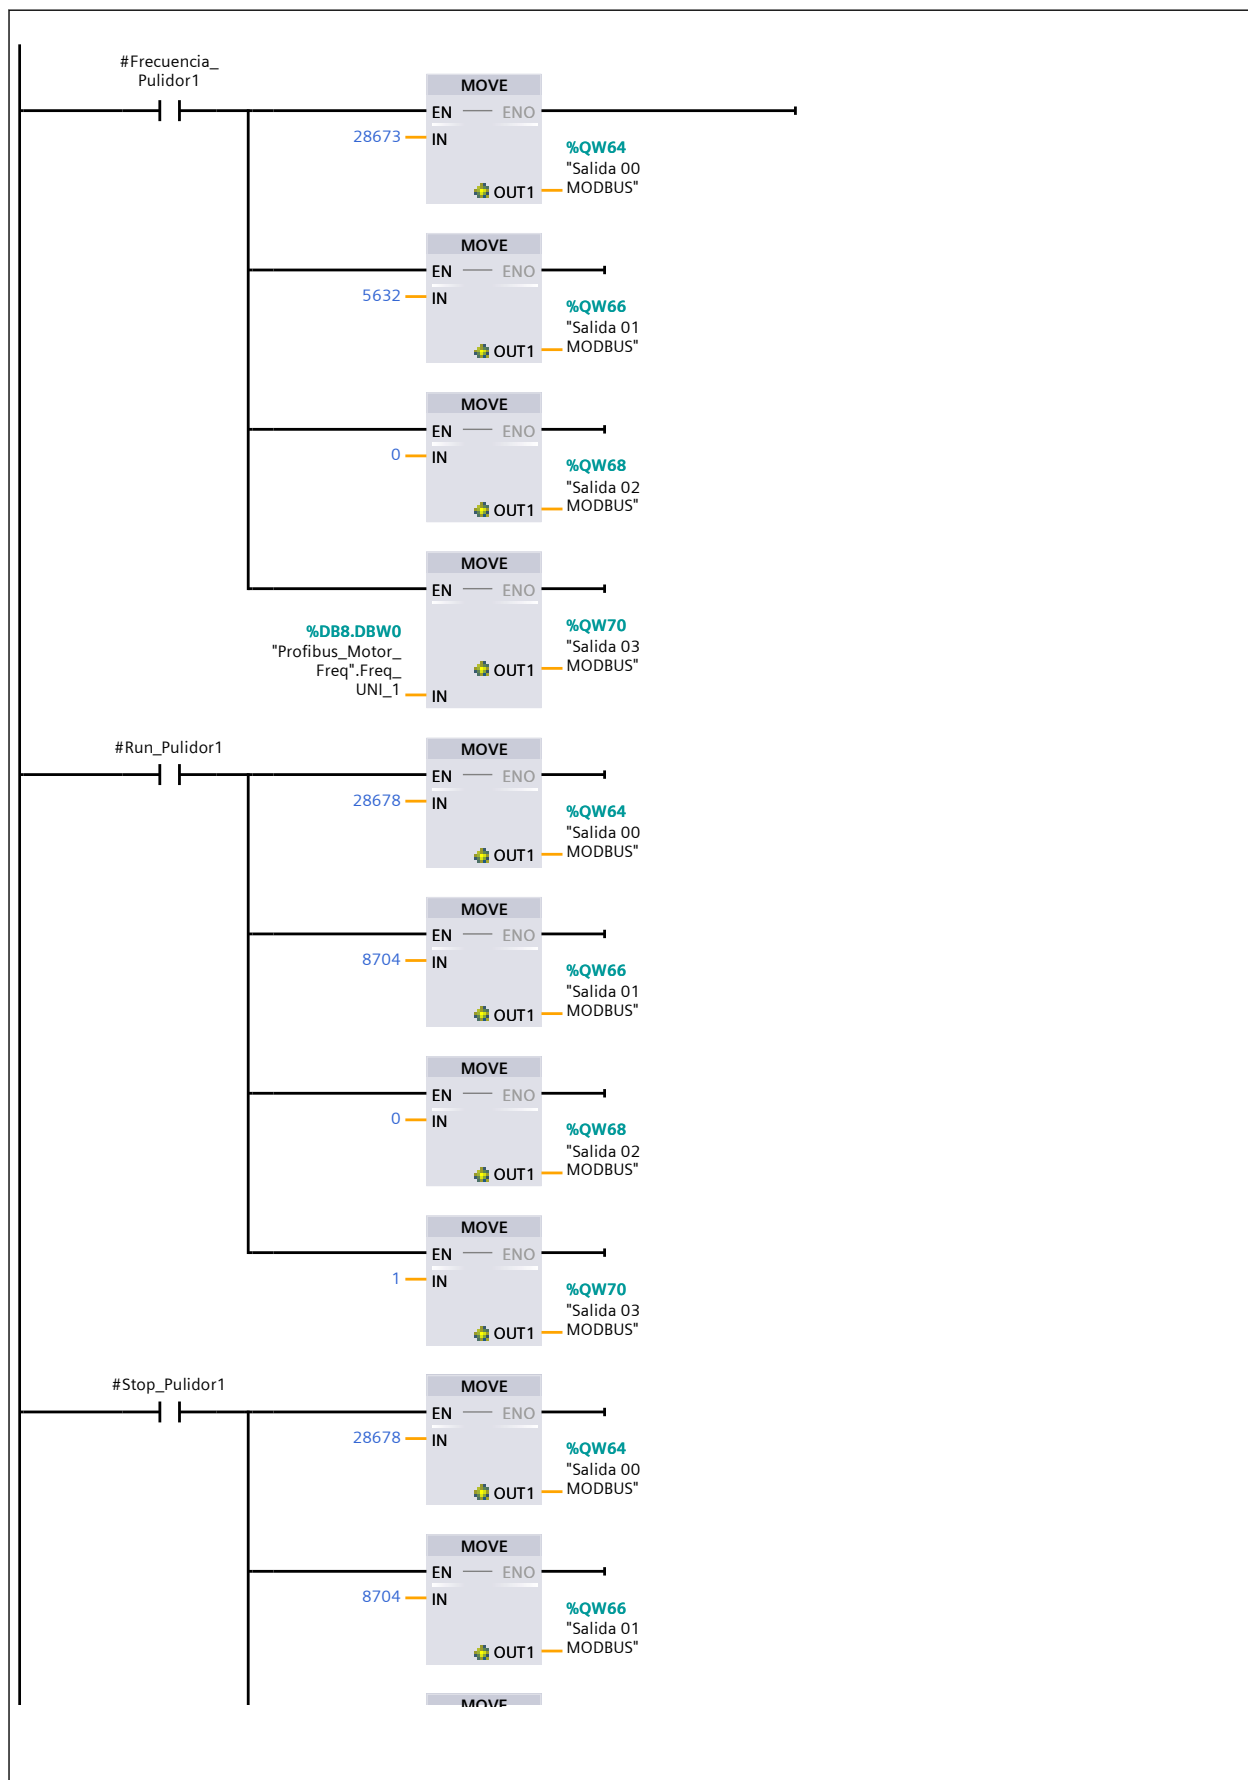 #Frecuencia_
Pulidor1
MOVE
EN ENO
28673 IN
%QW64
"Salida 00
MODBUS"
OUT1
MOVE
EN ENO
5632 IN
%QW66
"Salida 01
MODBUS"
OUT1
MOVE
EN ENO
0 IN
%QW68
"Salida 02
MODBUS"
OUT1
MOVE
EN ENO
%DB8.DBW0
"Profibus_Motor_
Freq".Freq_
UNI_1
IN
%QW70
"Salida 03
MODBUS"
OUT1
#Run_Pulidor1
MOVE
EN ENO
28678 IN
%QW64
"Salida 00
MODBUS"
OUT1
MOVE
EN ENO
8704 IN
%QW66
"Salida 01
MODBUS"
OUT1
MOVE
EN ENO
0 IN
%QW68
"Salida 02
MODBUS"
OUT1
MOVE
EN ENO
1 IN
%QW70
"Salida 03
MODBUS"
OUT1
#Stop_Pulidor1
MOVE
EN ENO
28678 IN
%QW64
"Salida 00
MODBUS"
OUT1
MOVE
EN ENO
8704 IN
%QW66
"Salida 01
MODBUS"
OUT1
MOVE